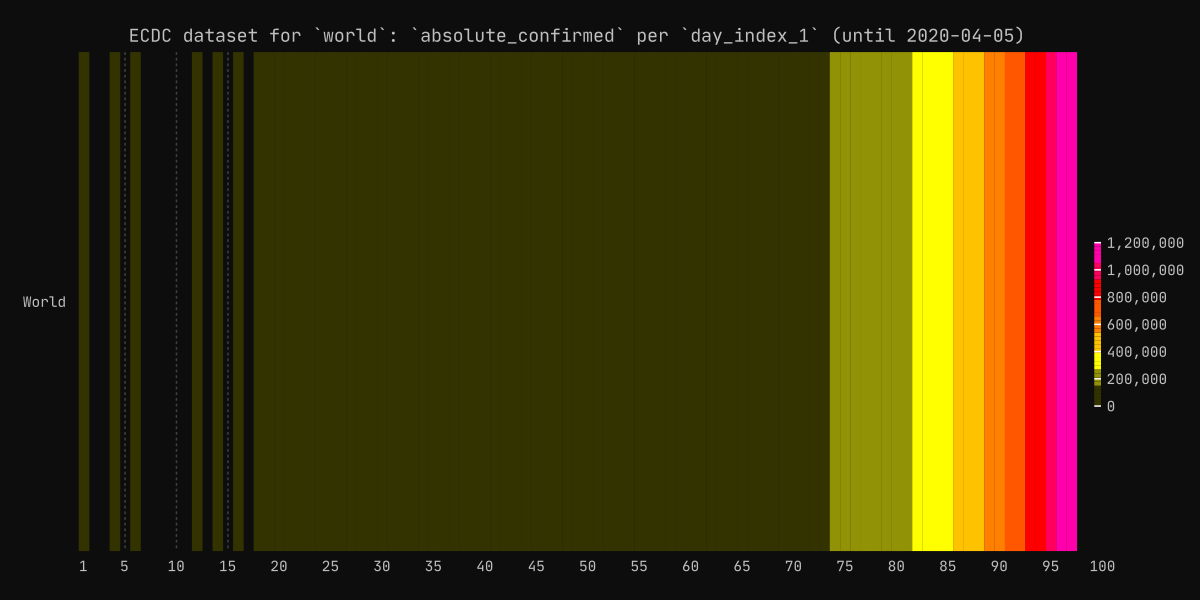 ECDC dataset for `world`: `absolute_confirmed` per `day_index_1` (until 2020-04-05)
World
1,200,000
1,000,000
800,000
600,000
400,000
200,000
0
1 5 10 15 20 25 30 35 40 45 50 55 60 65 70 75 80 85 90 95 100